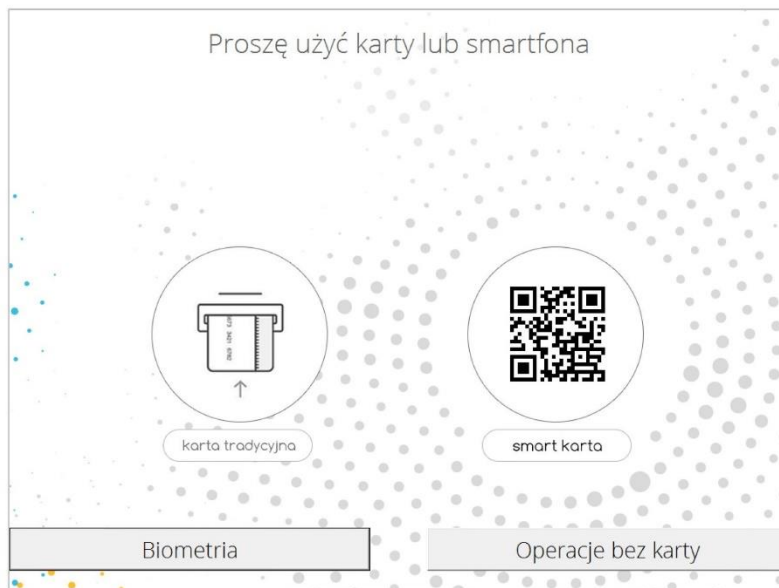 Proszę użyć karty lub smartfona
karta tradycyjna
smart karta
Biometria
Operacje bez karty